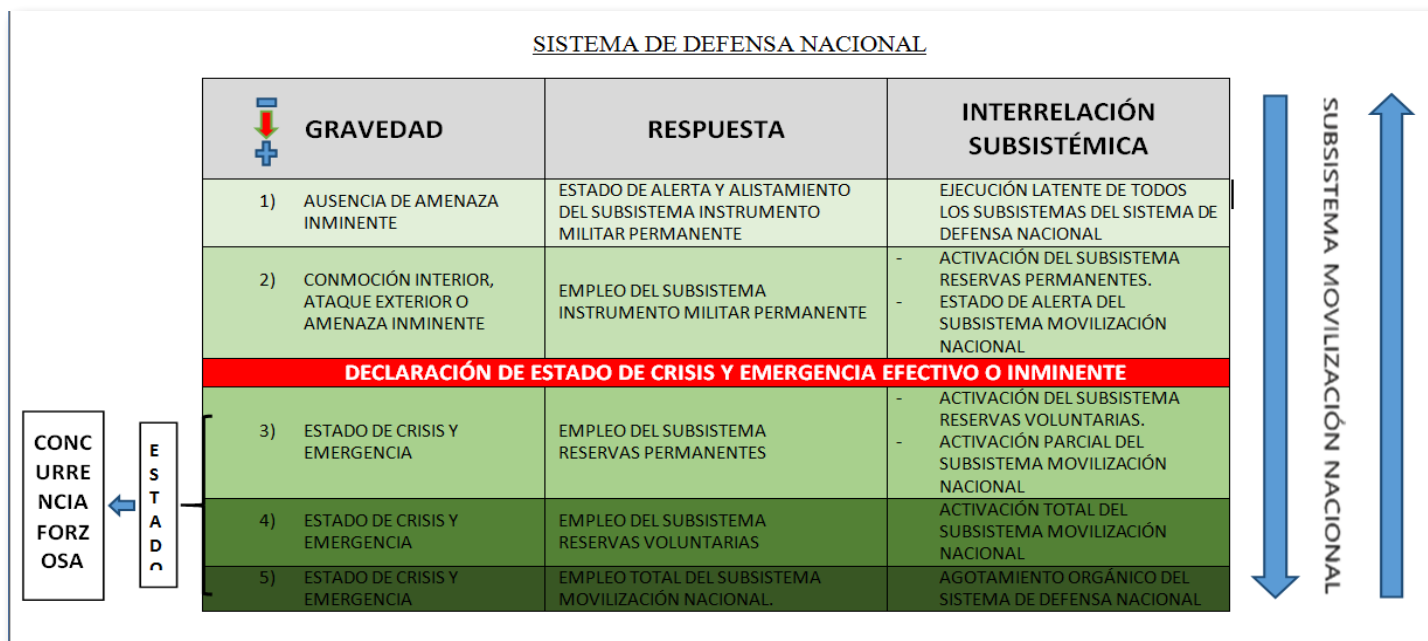 SISTEMA DE DEFENSA NACIONAL
GRAVEDAD
RESPUESTA
INTERRELACIÓN
SUBSISTÉMICA
1) AUSENCIA DE AMENAZA
INMINENTE
ESTADO DE ALERTA Y ALISTAMIENTO
DEL SUBSISTEMA INSTRUMENTO
MILITAR PERMANENTE
EJECUCIÓN LATENTE DE TODOS
LOS SUBSISTEMAS DEL SISTEMA DE
DEFENSA NACIONAL
2) CONMOCIÓN INTERIOR,
ATAQUE EXTERIOR O
AMENAZA INMINENTE
EMPLEO DEL SUBSISTEMA
INSTRUMENTO MILITAR PERMANENTE
- ACTIVACIÓN DEL SUBSISTEMA
RESERVAS PERMANENTES.
- ESTADO DE ALERTA DEL
SUBSISTEMA MOVILIZACIÓN
NACIONAL
DECLARACIÓN DE ESTADO DE CRISIS Y EMERGENCIA EFECTIVO O INMINENTE
3) ESTADO DE CRISIS Y
EMERGENCIA
EMPLEO DEL SUBSISTEMA
RESERVAS PERMANENTES
- ACTIVACIÓN DEL SUBSISTEMA
RESERVAS VOLUNTARIAS.
- ACTIVACIÓN PARCIAL DEL
SUBSISTEMA MOVILIZACIÓN
NACIONAL
4) ESTADO DE CRISIS Y
EMERGENCIA
EMPLEO DEL SUBSISTEMA
RESERVAS VOLUNTARIAS
ACTIVACIÓN TOTAL DEL
SUBSISTEMA MOVILIZACIÓN
NACIONAL
5) ESTADO DE CRISIS Y
EMERGENCIA
EMPLEO TOTAL DEL SUBSISTEMA
MOVILIZACIÓN NACIONAL.
AGOTAMIENTO ORGÁNICO DEL
SISTEMA DE DEFENSA NACIONAL
CONC
URRE
NCIA
FORZ
OSA
E
S
T
A
D
O
SUBSISTEMA MOVILIZACIÓN NACIONAL